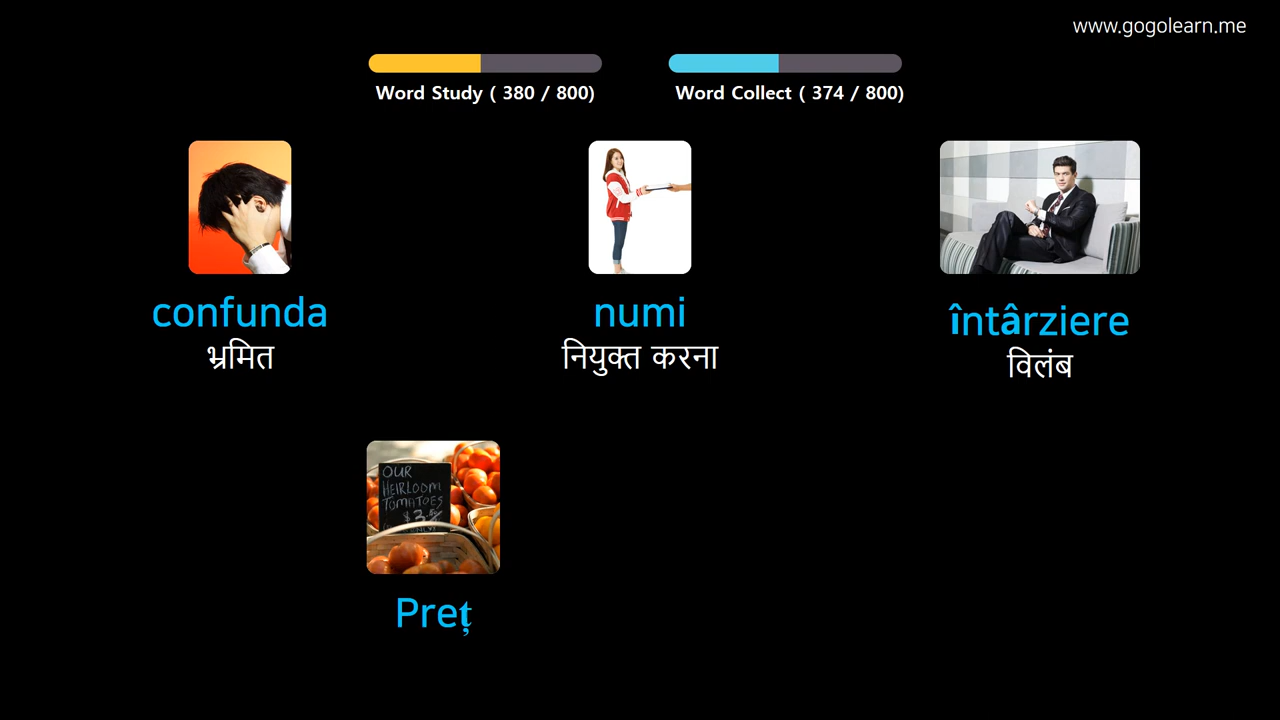 www.gogolearn.me
Word Study ( 380 / 800)
Word Collect ( 374 / 800)
confunda
numi
întârziere
भ्रमित
नियुक्त करना
विलंब
OUR
HEIRLOOM
TOMATOES
Preț